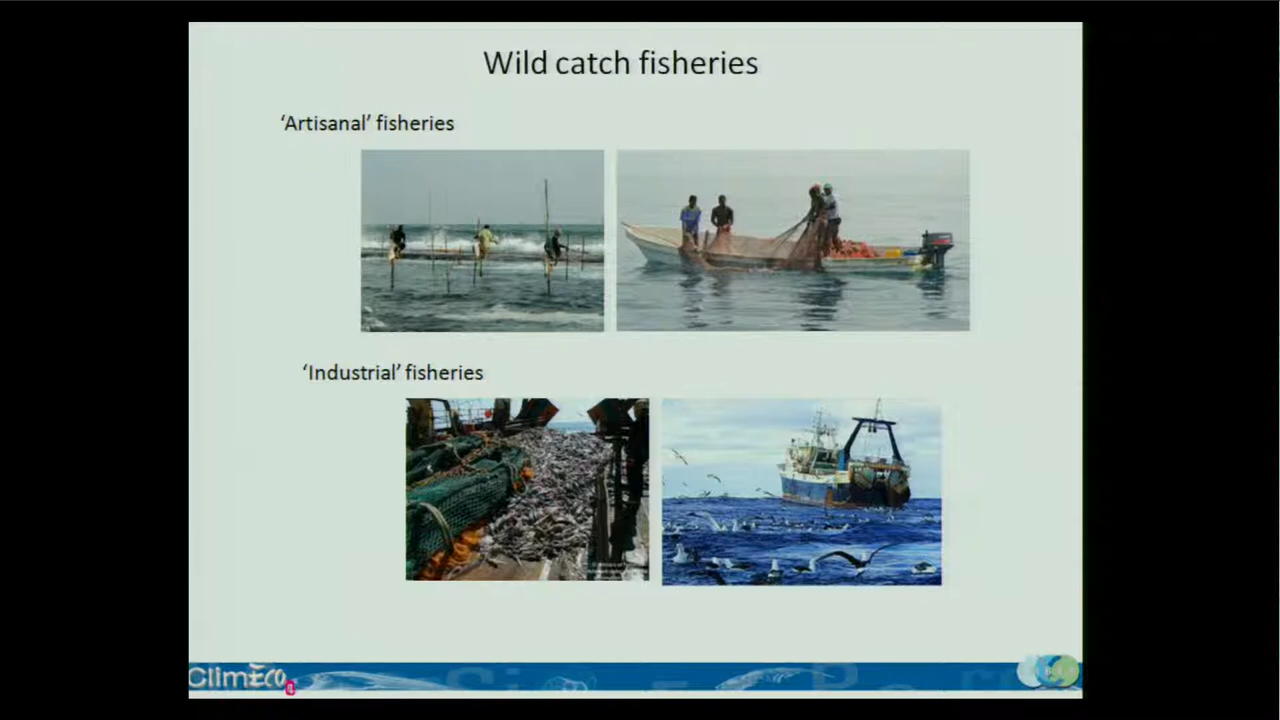 Wild catch fisheries
‘Artisanal’ fisheries
‘Industrial’ fisheries
ClimEco